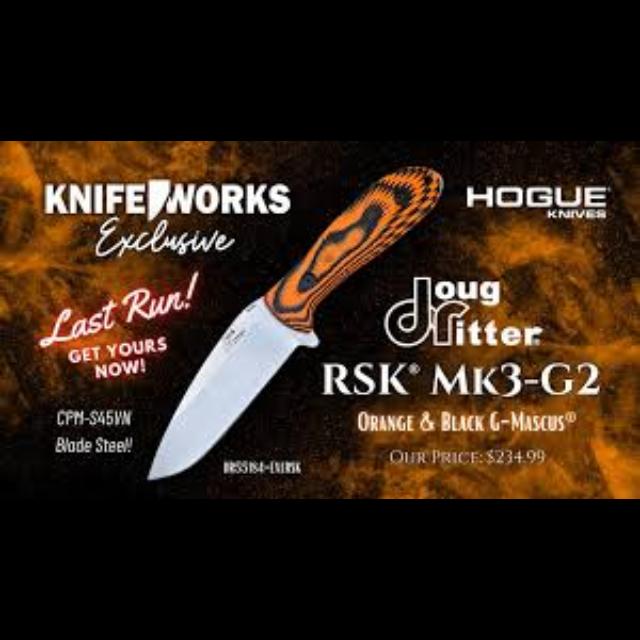 KNIFEWORKS
Exclusive
HOGUE®
KNIVES
Last Run!
GET YOURS
NOW!
doug
ritter
RSK® MK3-G2
ORANGE & BLACK G-MASCUS®
OUR PRICE: $234.99
CPM-S45VN
Blade Steel!